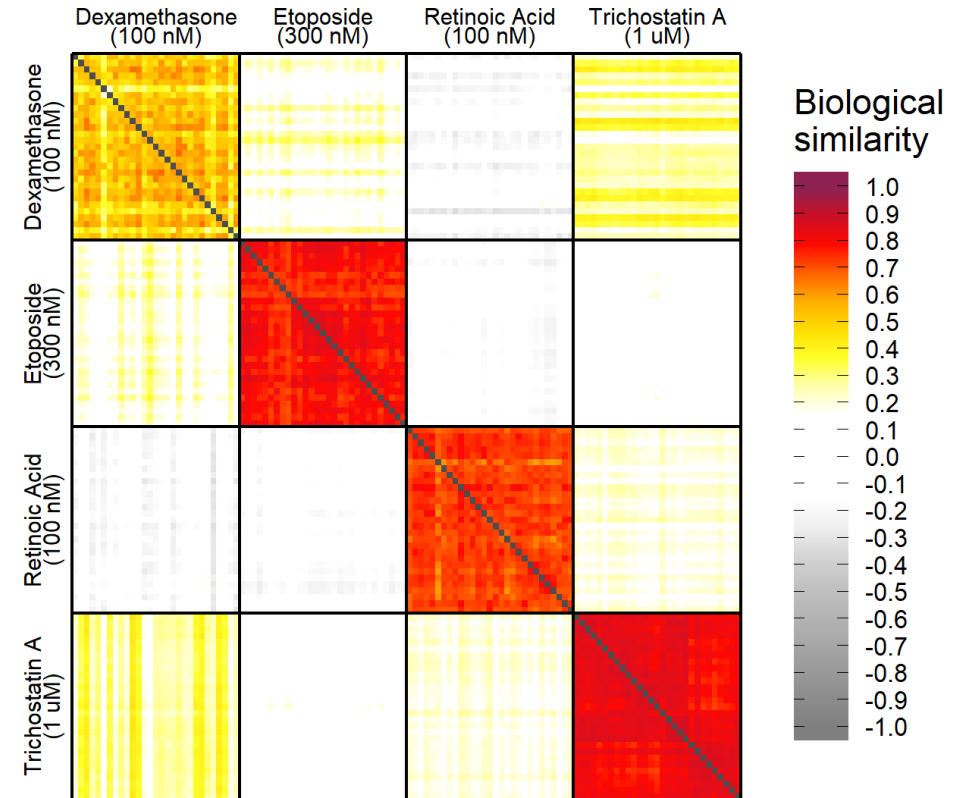 Dexamethasone
(100 nM)
Etoposide
(300 nM)
Retinoic Acid
(100 nM)
Trichostatin A
(1 uM)
Dexamethasone
(100 nM)
Etoposide
(300 nM)
Retinoic Acid
(100 nM)
Trichostatin A
(1 uM)
Biological
similarity
1.0
0.9
0.8
0.7
0.6
0.5
0.4
0.3
0.2
0.1
0.0
-0.1
-0.2
-0.3
-0.4
-0.5
-0.6
-0.7
-0.8
-0.9
-1.0